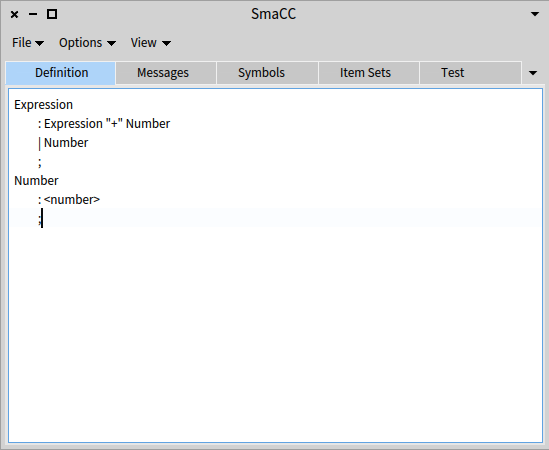 SmaCC
File Options View
Definition Messages Symbols Item Sets Test
Expression
: Expression "+" Number
| Number
;
Number
: <number>
;